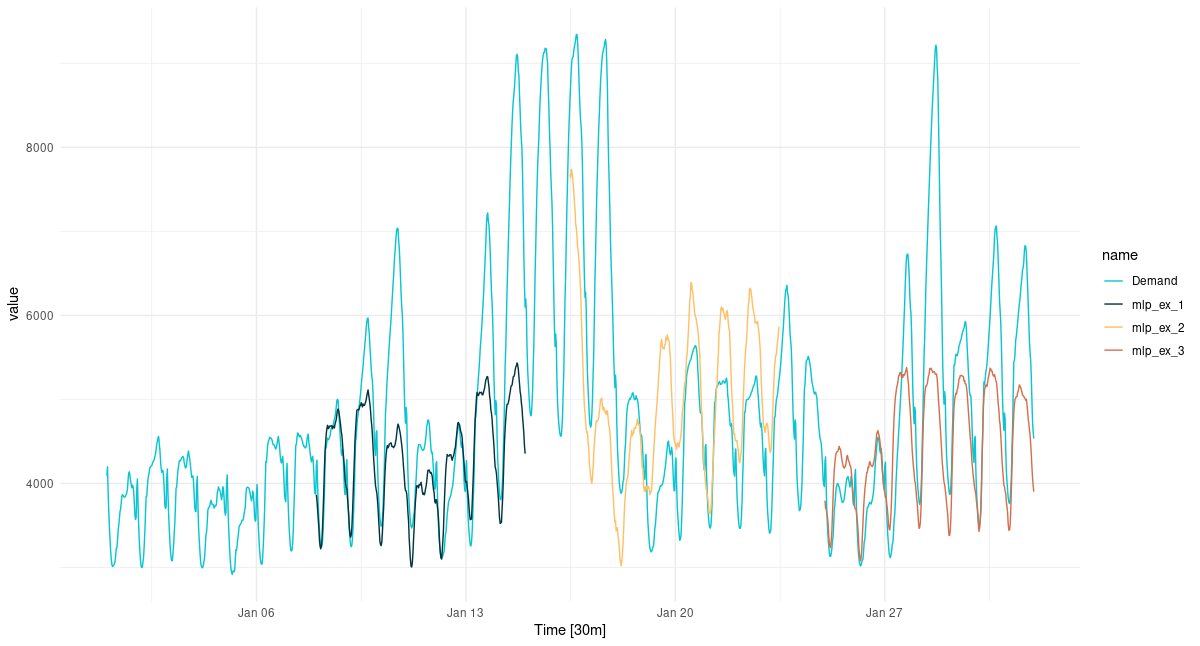 value
8000
6000
4000
Jan 06
Jan 13
Jan 20
Jan 27
Time [30m]
name
Demand
mlp_ex_1
mlp_ex_2
mlp_ex_3